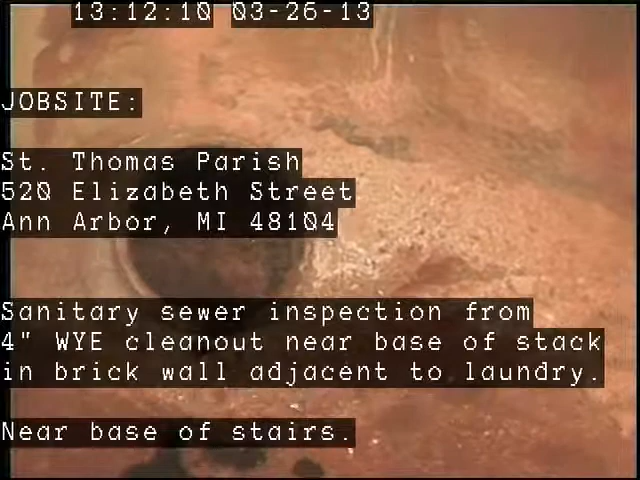 13:12:10 03-26-13
JOBSITE:
St. Thomas Parish
520 Elizabeth Street
Ann Arbor, MI 48104
Sanitary sewer inspection from
4" WYE cleanout near base of stack
in brick wall adjacent to laundry.
Near base of stairs.